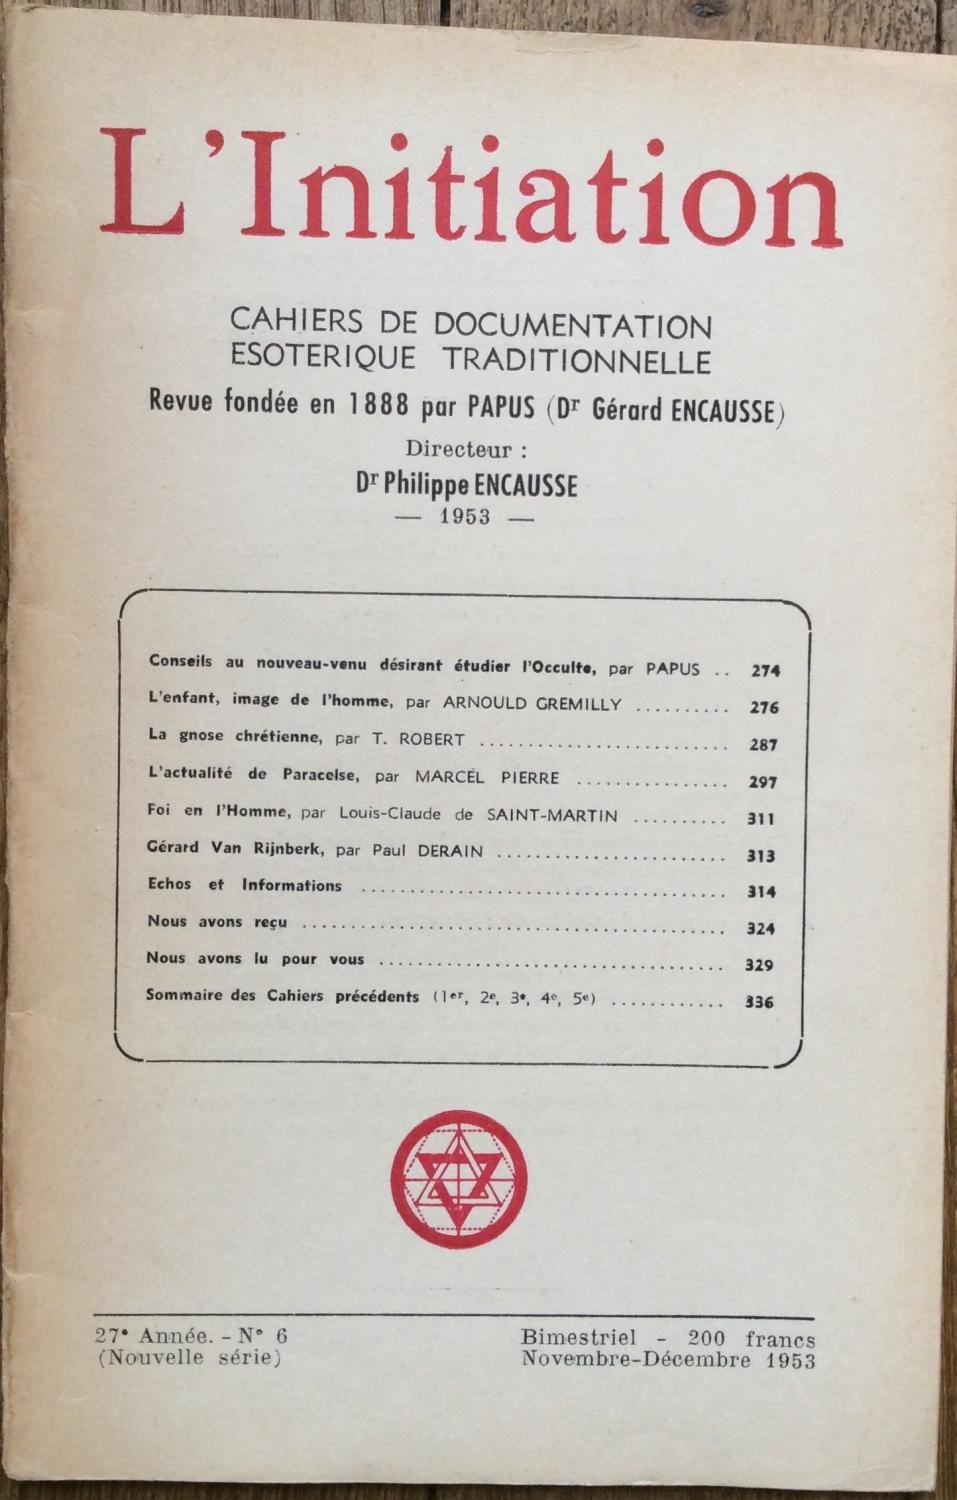 L'Initiation
CAHIERS DE DOCUMENTATION
ESOTERIQUE TRADITIONNELLE
Revue fondée en 1888 par PAPUS (Dr Gérard ENCAUSSE)
Directeur :
Dr Philippe ENCAUSSE
— 1953 —
Conseils au nouveau-venu désirant étudier l'Occulte, par PAPUS .. 274
L'enfant, image de l'homme, par ARNOULD GREMILLY .......... 276
La gnose chrétienne, par T. ROBERT .......................... 287
L'actualité de Paracelse, par MARCEL PIERRE ................ 297
Foi en l'Homme, par Louis-Claude de SAINT-MARTIN .......... 311
Gérard Van Rijnberk, par Paul DERAIN ........................ 313
Echos et Informations ...................................... 314
Nous avons reçu ............................................ 324
Nous avons lu pour vous .................................... 329
Sommaire des Cahiers précédents (1er, 2e, 3e, 4e, 5e) ............ 336
27e Année. - N° 6
(Nouvelle série)
Bimestriel - 200 francs
Novembre-Décembre 1953